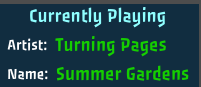 Currently Playing
Artist: Turning Pages
Name: Summer Gardens